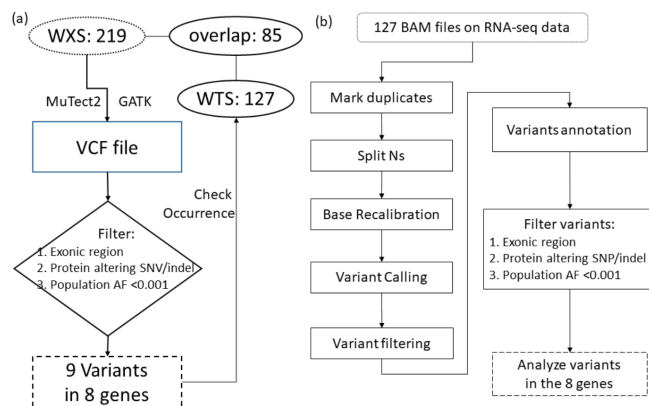 (a)
WXS: 219
overlap: 85
WTS: 127
MuTect2 GATK
VCF file
Check
Occurrence
Filter:
1. Exonic region
2. Protein altering SNV/indel
3. Population AF <0.001
9 Variants
in 8 genes
(b)
127 BAM files on RNA-seq data
Mark duplicates
Split Ns
Base Recalibration
Variant Calling
Variant filtering
Variants annotation
Filter variants:
1. Exonic region
2. Protein altering SNP/indel
3. Population AF <0.001
Analyze variants
in the 8 genes